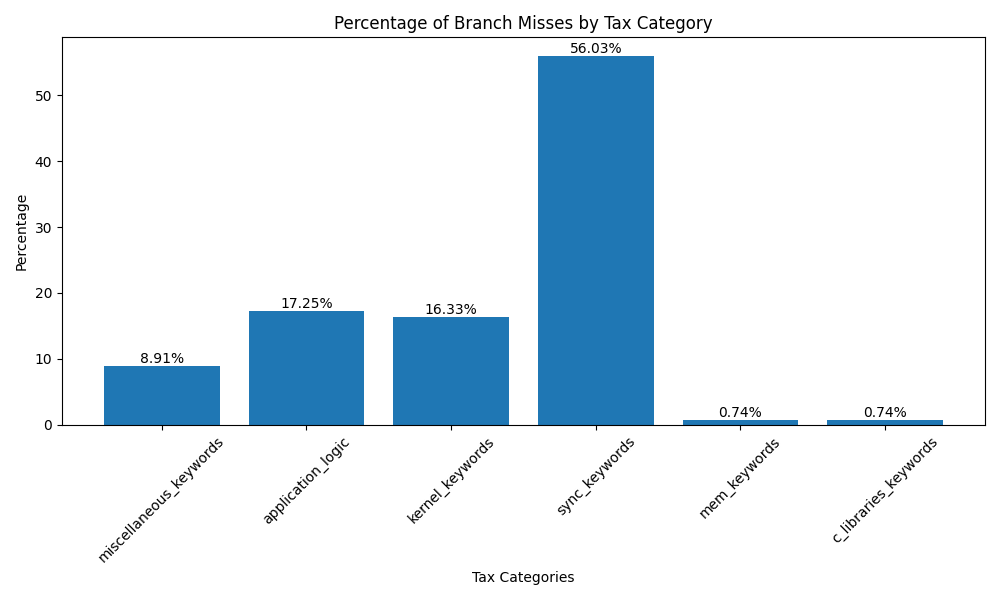 Percentage of Branch Misses by Tax Category
Percentage
50
40
30
20
10
0
8.91%
17.25%
16.33%
56.03%
0.74%
0.74%
miscellaneous_keywords
application_logic
kernel_keywords
sync_keywords
mem_keywords
c_libraries_keywords
Tax Categories